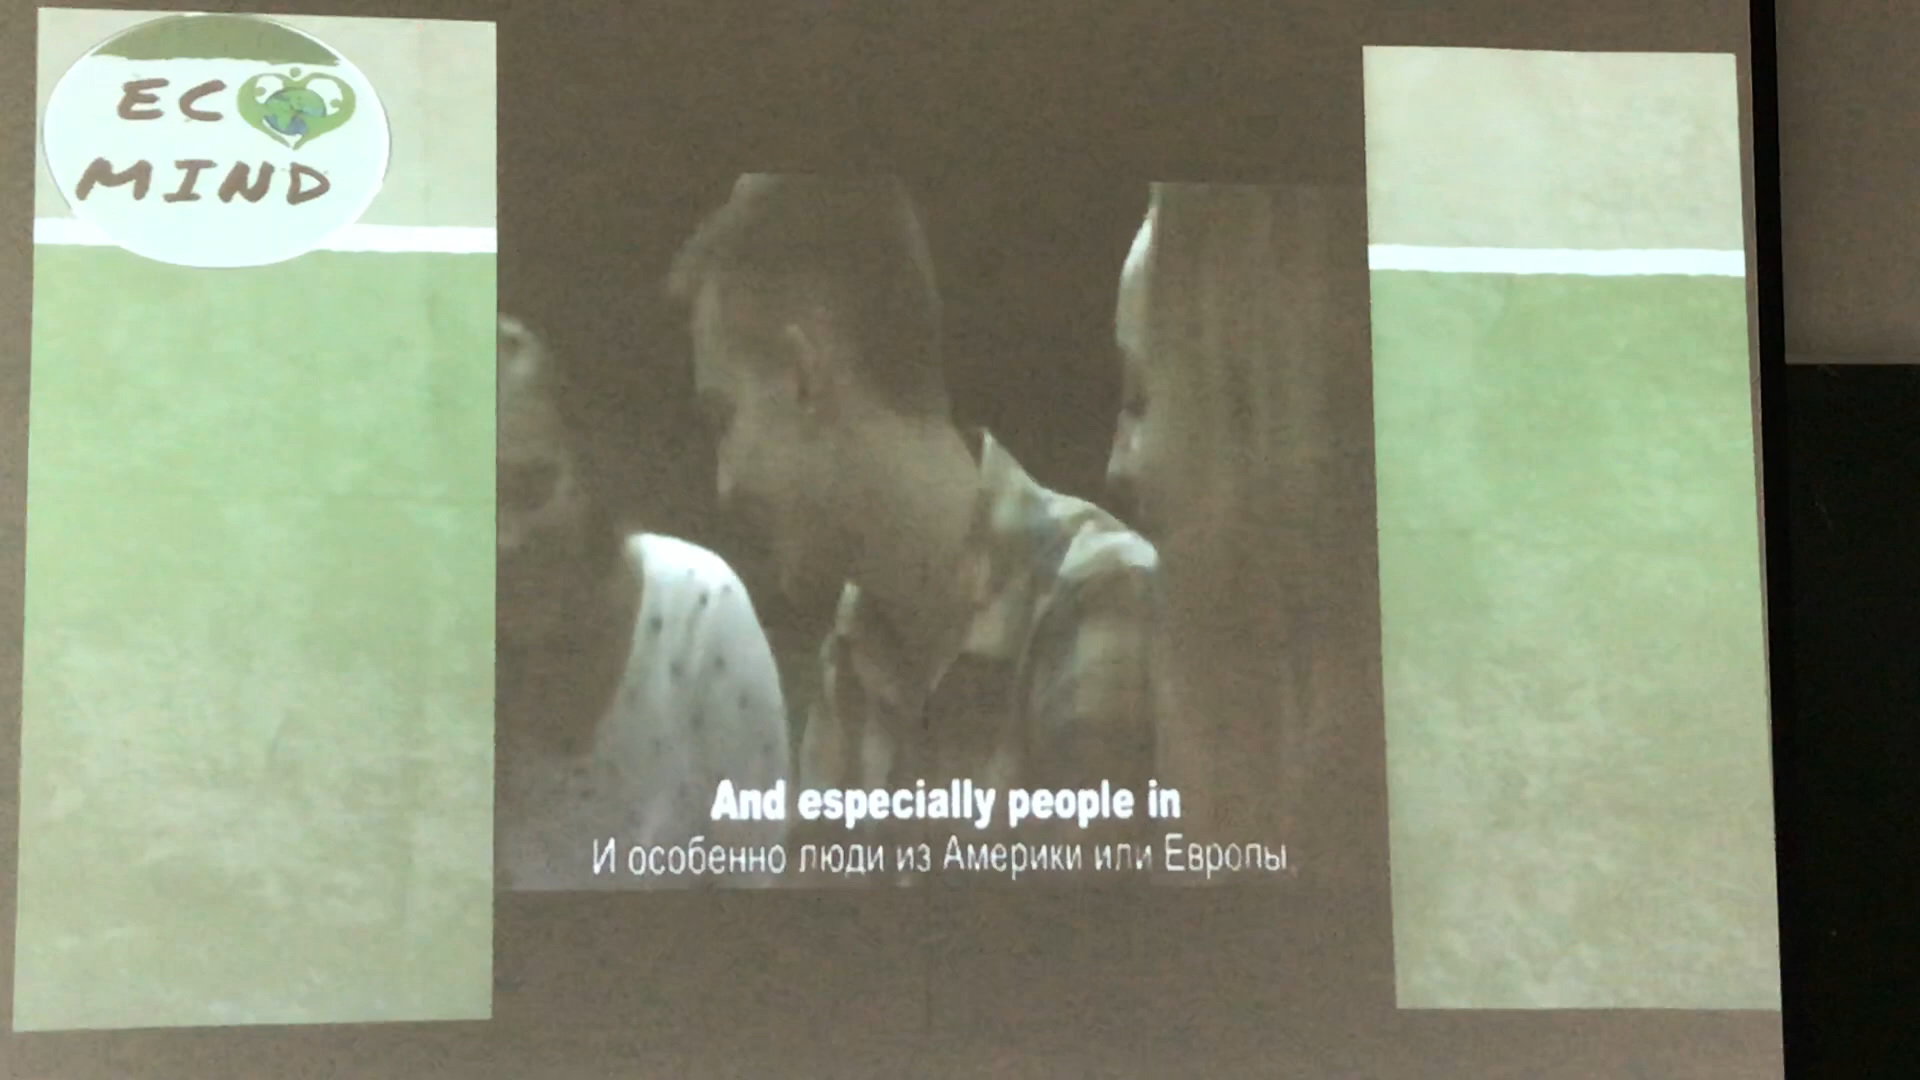 ECO
MIND
And especially people in
И особенно люди из Америки или Европы